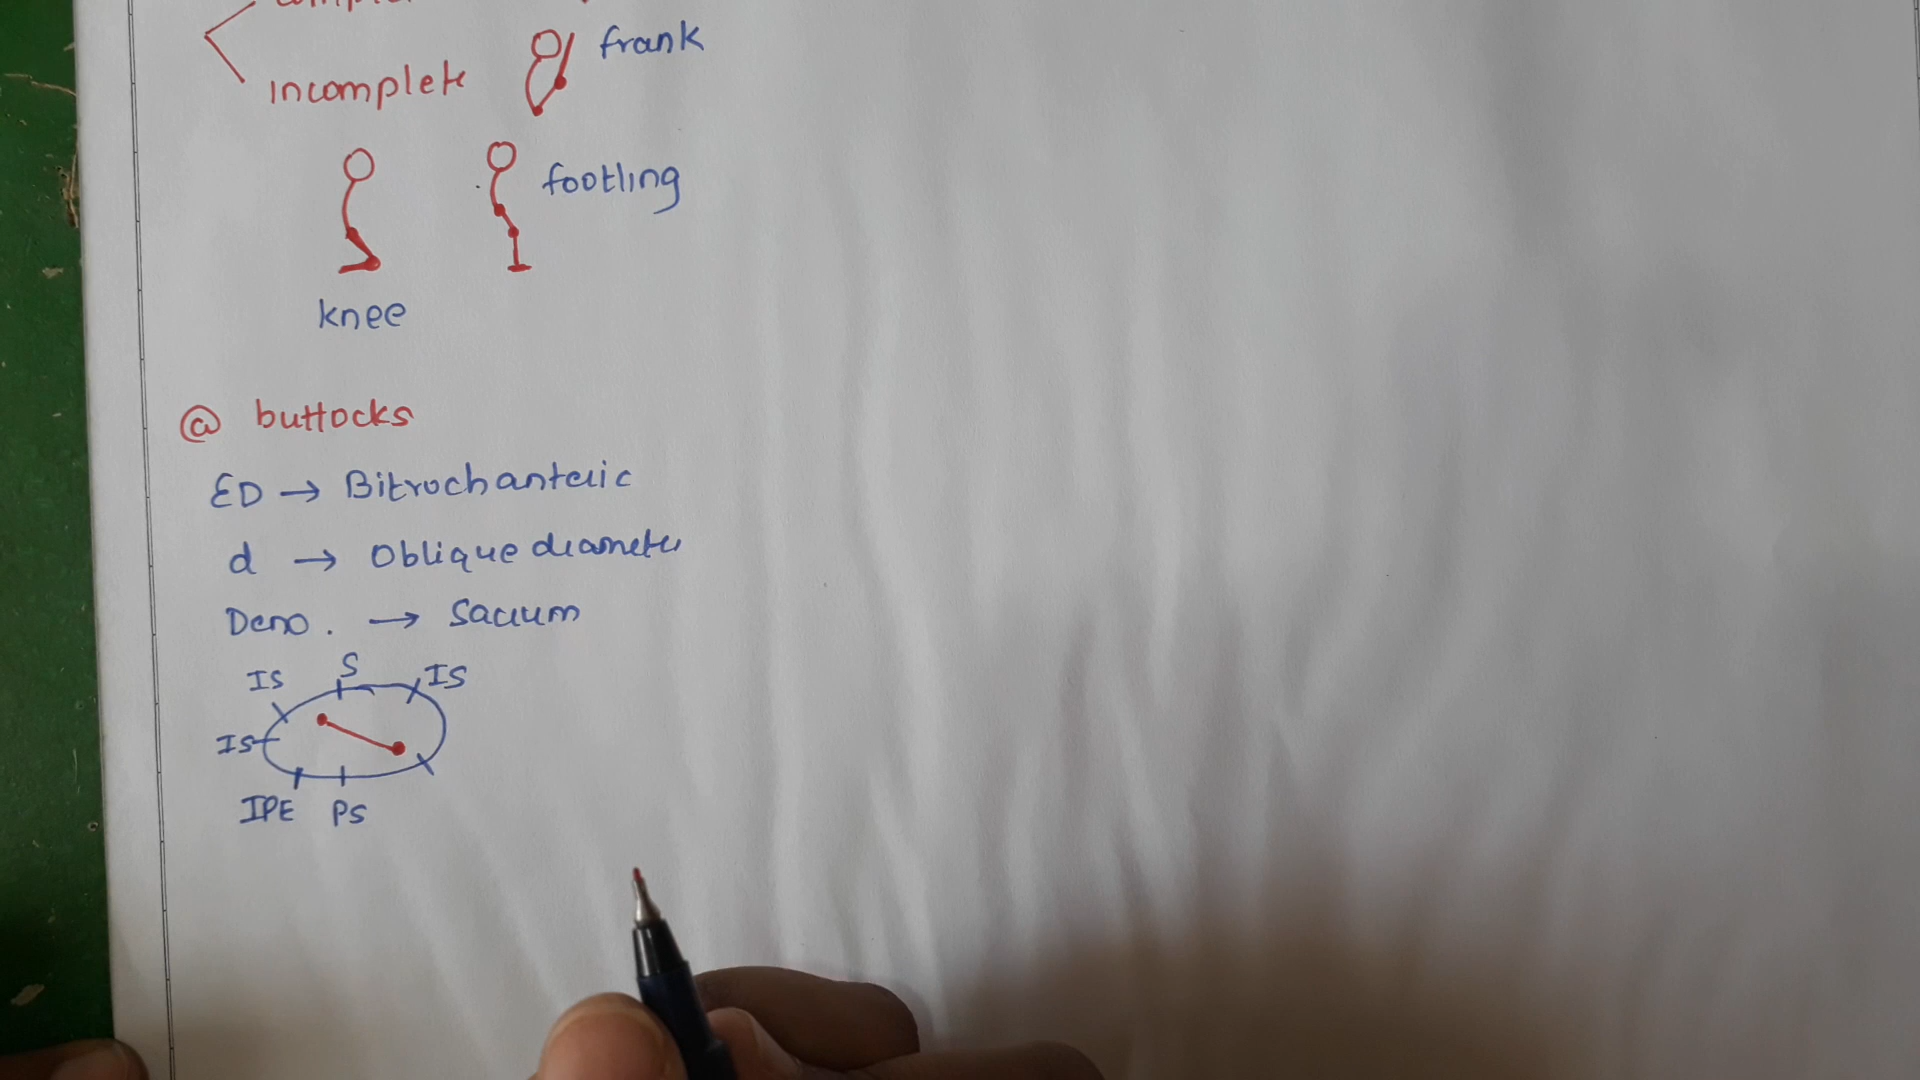 incomplete
frank
footling
knee
@ buttocks
ED → Bitrochanteric
d → Oblique diameter
Deno. → Sacrum
IS S IS
IS
IPE PS